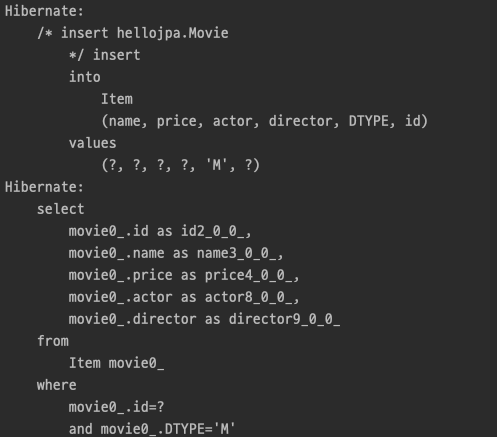 Hibernate:
    /* insert hellojpa.Movie
        */ insert
        into
            Item
            (name, price, actor, director, DTYPE, id)
        values
            (?, ?, ?, ?, 'M', ?)
Hibernate:
    select
        movie0_.id as id2_0_0_,
        movie0_.name as name3_0_0_,
        movie0_.price as price4_0_0_,
        movie0_.actor as actor8_0_0_,
        movie0_.director as director9_0_0_
    from
        Item movie0_
    where
        movie0_.id=?
        and movie0_.DTYPE='M'